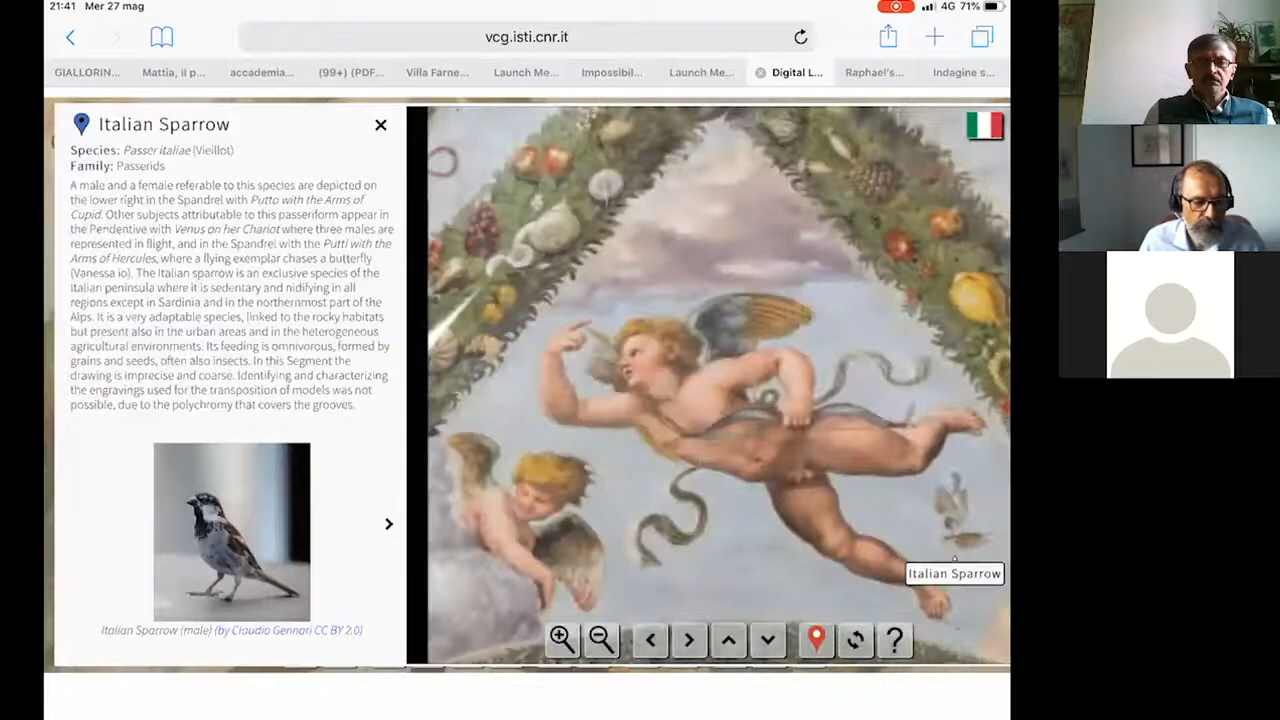 21:41 Mer 27 mag
4G 71%
vcg.isti.cnr.it
GIALLORIN... Mattia, il p... accademia... (99+) (PDF... Villa Farne... Launch Me... Impossibil... Launch Me... Digital L... Raphael's... Indagine s...
Italian Sparrow
Species: Passer italiae (Vieillot)
Family: Passerids
A male and a female referable to this species are depicted on
the lower right in the Spandrel with Putto with the Arms of
Cupid. Other subjects attributable to this passeriform appear in
the Pendentive with Venus on her Chariot where three males are
represented in flight, and in the Spandrel with the Putti with the
Arms of Hercules, where a flying exemplar chases a butterfly
(Vanessa io). The Italian sparrow is an exclusive species of the
Italian peninsula where it is sedentary and nidifying in all
regions except in Sardinia and in the northernmost part of the
Alps. It is a very adaptable species, linked to the rocky habitats
but present also in the urban areas and in the heterogeneous
agricultural environments. Its feeding is omnivorous, formed by
grains and seeds, often also insects. In this Segment the
drawing is imprecise and coarse. Identifying and characterizing
the engravings used for the transposition of models was not
possible, due to the polychromy that covers the grooves.
Italian Sparrow (male) (by Claudio Gennari CC BY 2.0)
Italian Sparrow